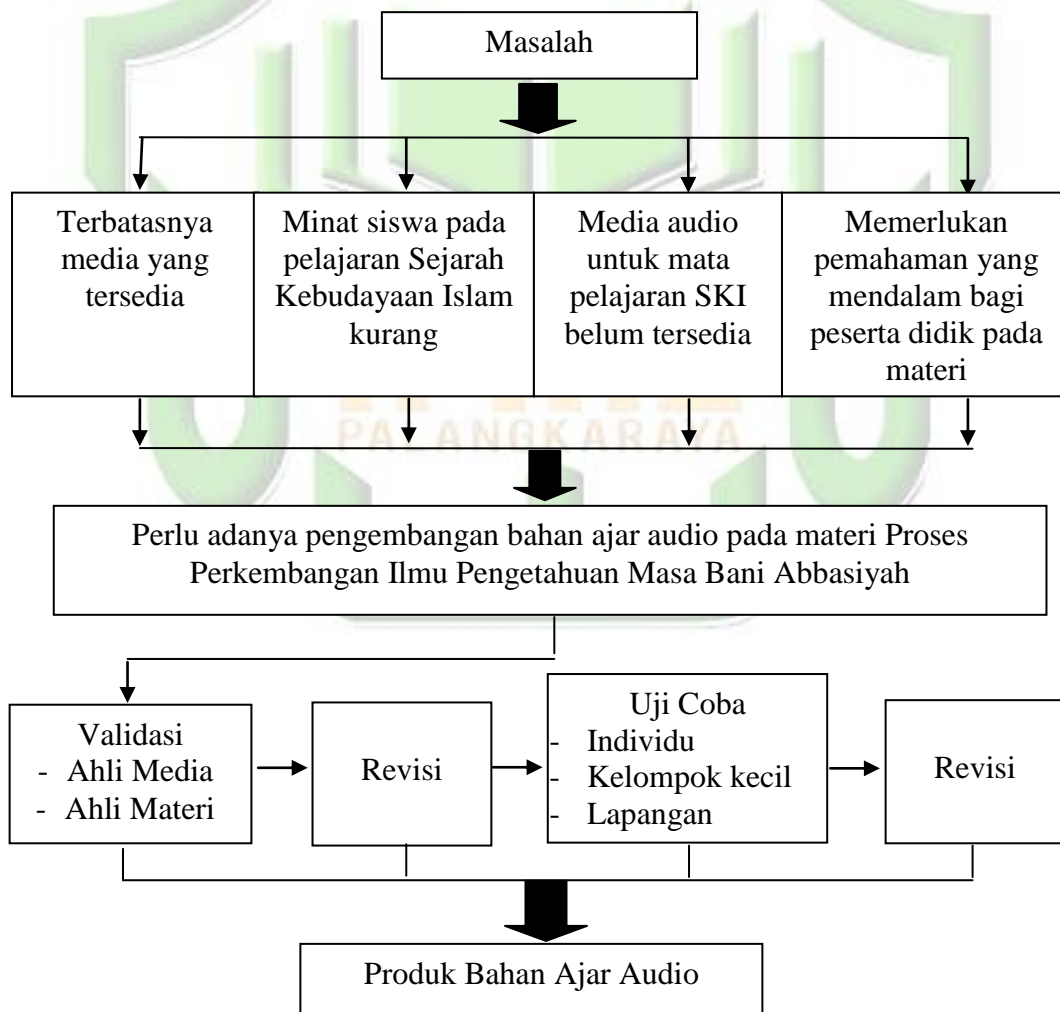 Masalah
Terbatasnya
media yang
tersedia
Minat siswa pada
pelajaran Sejarah
Kebudayaan Islam
kurang
Media audio
untuk mata
pelajaran SKI
belum tersedia
Memerlukan
pemahaman yang
mendalam bagi
peserta didik pada
materi
PALANGKARAYA
Perlu adanya pengembangan bahan ajar audio pada materi Proses
Perkembangan Ilmu Pengetahuan Masa Bani Abbasiyah
Validasi
- Ahli Media
- Ahli Materi
Revisi
Uji Coba
- Individu
- Kelompok kecil
- Lapangan
Revisi
Produk Bahan Ajar Audio